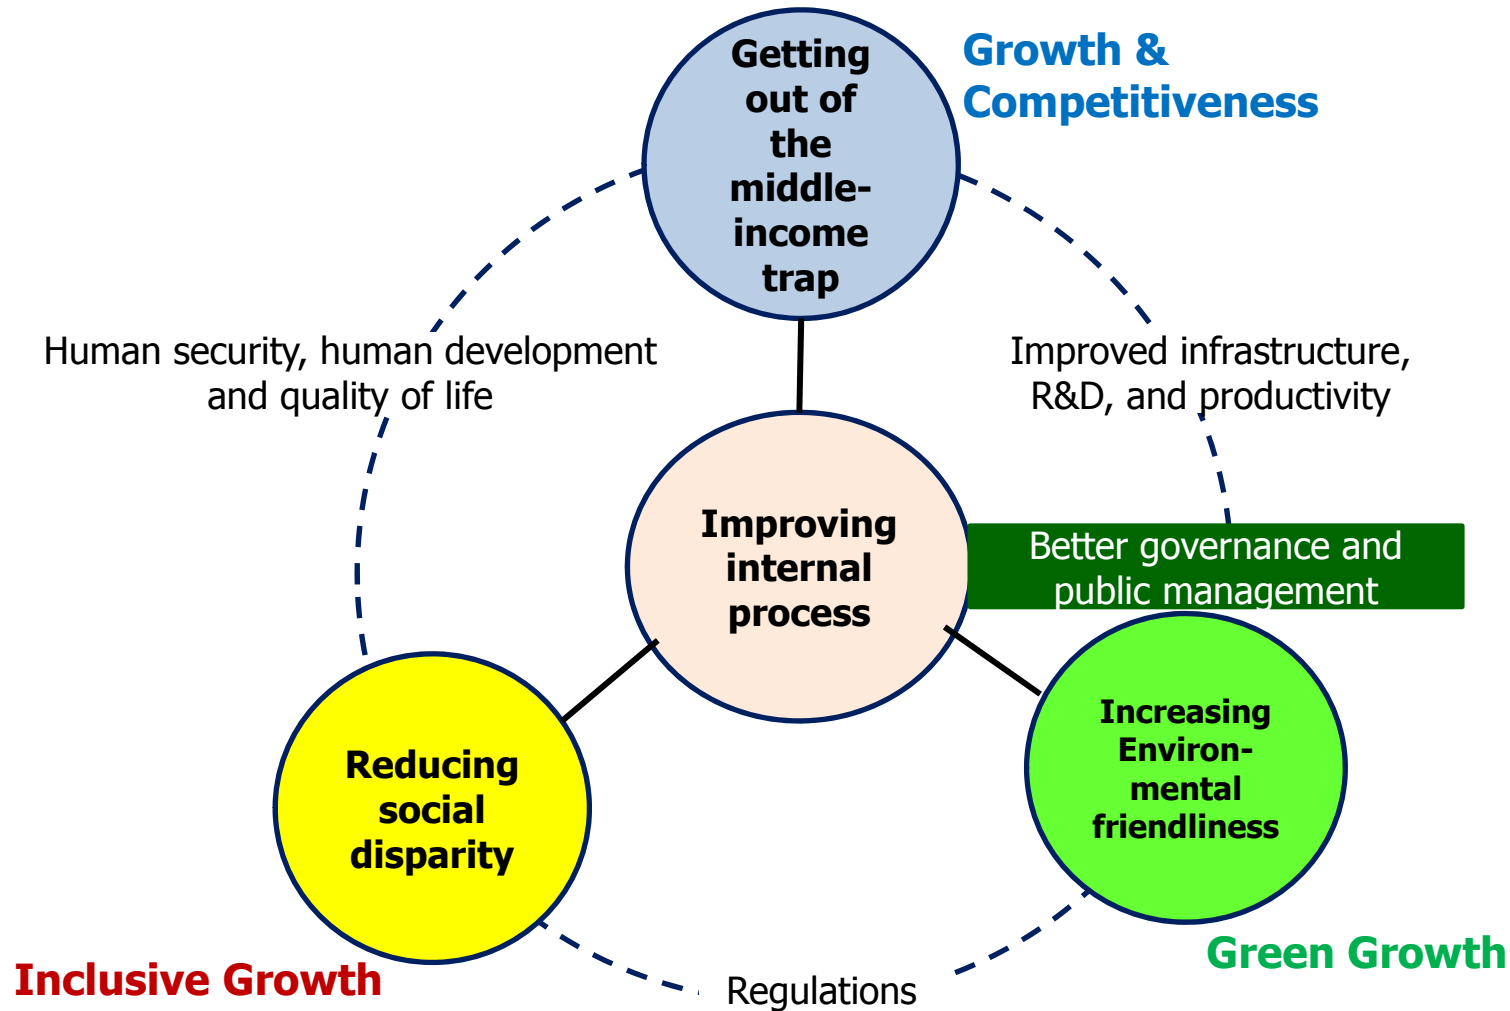 Getting
out of
the
middle-
income
trap
Growth &
Competitiveness
Human security, human development
and quality of life
Improved infrastructure,
R&D, and productivity
Improving
internal
process
Better governance and
public management
Reducing
social
disparity
Increasing
Environ-
mental
friendliness
Inclusive Growth
Green Growth
Regulations